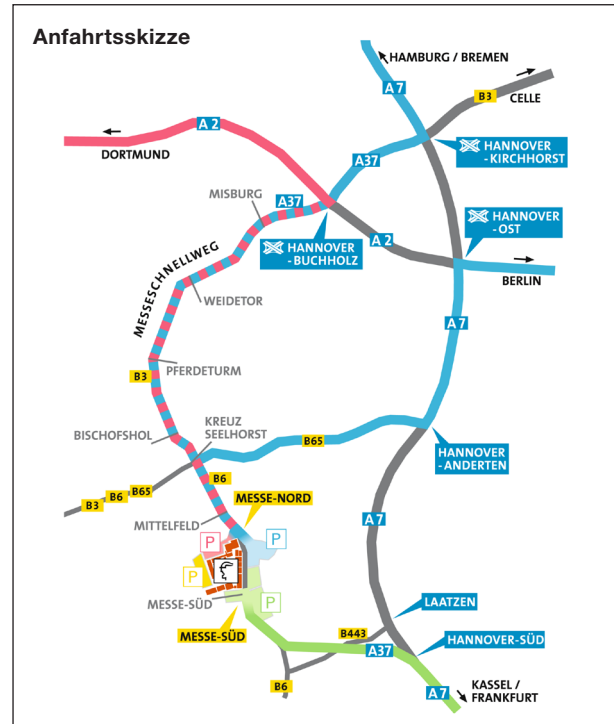 Anfahrtsskizze
HAMBURG / BREMEN
A 7
B3
CELLE
A 2
DORTMUND
A37
HANNOVER
-KIRCHHORST
MISBURG
A37
HANNOVER
-BUCHHOLZ
A 2
HANNOVER
-OST
BERLIN
MESSESCHNELLWEG
WEIDETOR
A 7
PFERDETURM
B3
BISCHOFSHOL
KREUZ
SEELHORST
B65
HANNOVER
-ANDERTEN
B6
B3
B6
B65
MESSE-NORD
MITTELFELD
A 7
P
P
P
MESSE-SÜD
P
LAATZEN
MESSE-SÜD
B443
A37
HANNOVER-SÜD
B6
A 7
KASSEL /
FRANKFURT